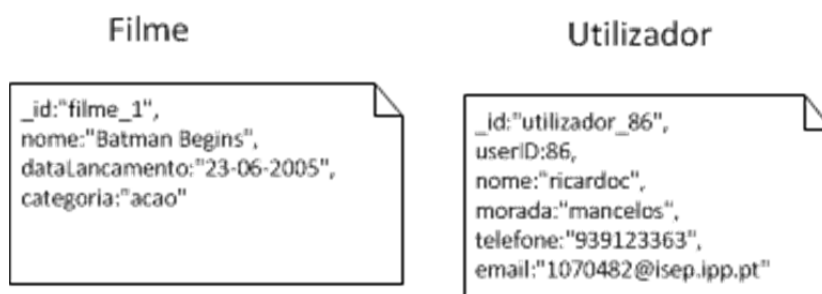 Filme
_id:"filme_1",
nome:"Batman Begins",
dataLancamento:"23-06-2005",
categoria:"acao"
Utilizador
_id:"utilizador_86",
userID:86,
nome:"ricardoc",
morada:"mancelos",
telefone:"939123363",
email:"1070482@isep.ipp.pt"